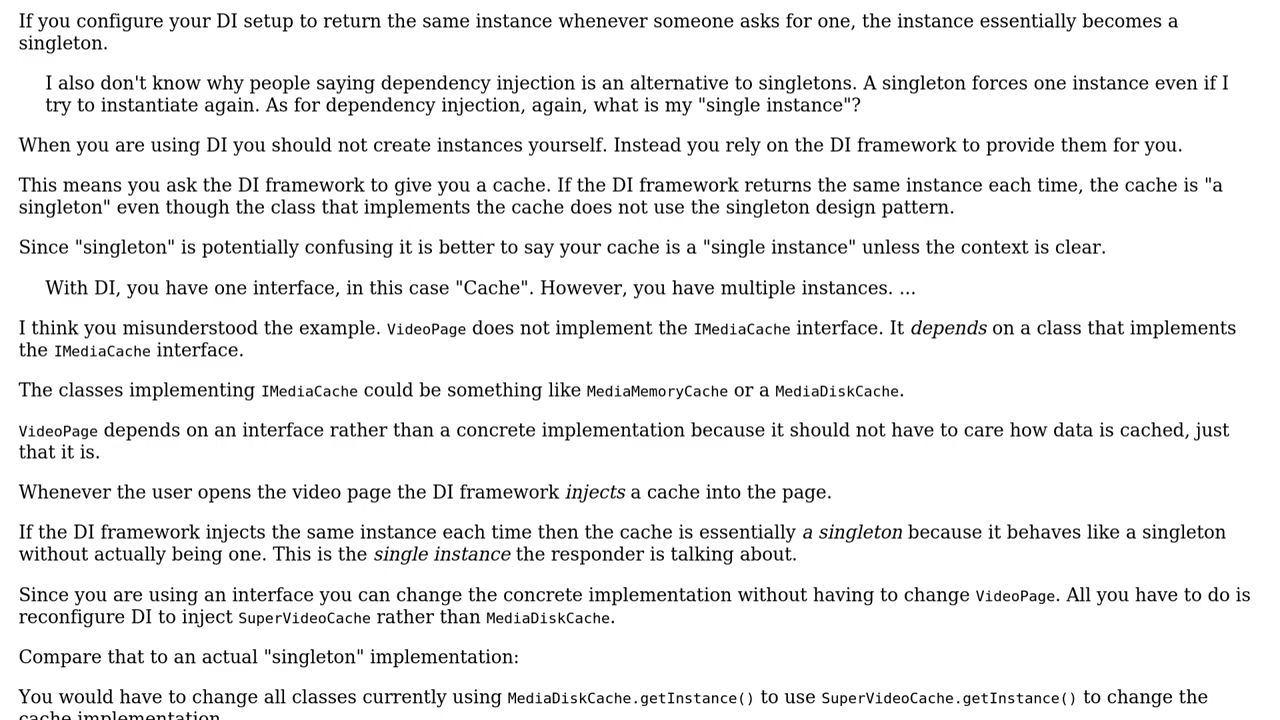 If you configure your DI setup to return the same instance whenever someone asks for one, the instance essentially becomes a
singleton.
I also don't know why people saying dependency injection is an alternative to singletons. A singleton forces one instance even if I
try to instantiate again. As for dependency injection, again, what is my "single instance"?
When you are using DI you should not create instances yourself. Instead you rely on the DI framework to provide them for you.
This means you ask the DI framework to give you a cache. If the DI framework returns the same instance each time, the cache is "a
singleton" even though the class that implements the cache does not use the singleton design pattern.
Since "singleton" is potentially confusing it is better to say your cache is a "single instance" unless the context is clear.
With DI, you have one interface, in this case "Cache". However, you have multiple instances. ...
I think you misunderstood the example. VideoPage does not implement the IMediaCache interface. It depends on a class that implements
the IMediaCache interface.
The classes implementing IMediaCache could be something like MediaMemoryCache or a MediaDiskCache.
VideoPage depends on an interface rather than a concrete implementation because it should not have to care how data is cached, just
that it is.
Whenever the user opens the video page the DI framework injects a cache into the page.
If the DI framework injects the same instance each time then the cache is essentially a singleton because it behaves like a singleton
without actually being one. This is the single instance the responder is talking about.
Since you are using an interface you can change the concrete implementation without having to change VideoPage. All you have to do is
reconfigure DI to inject SuperVideoCache rather than MediaDiskCache.
Compare that to an actual "singleton" implementation:
You would have to change all classes currently using MediaDiskCache.getInstance() to use SuperVideoCache.getInstance() to change the
cache implementation